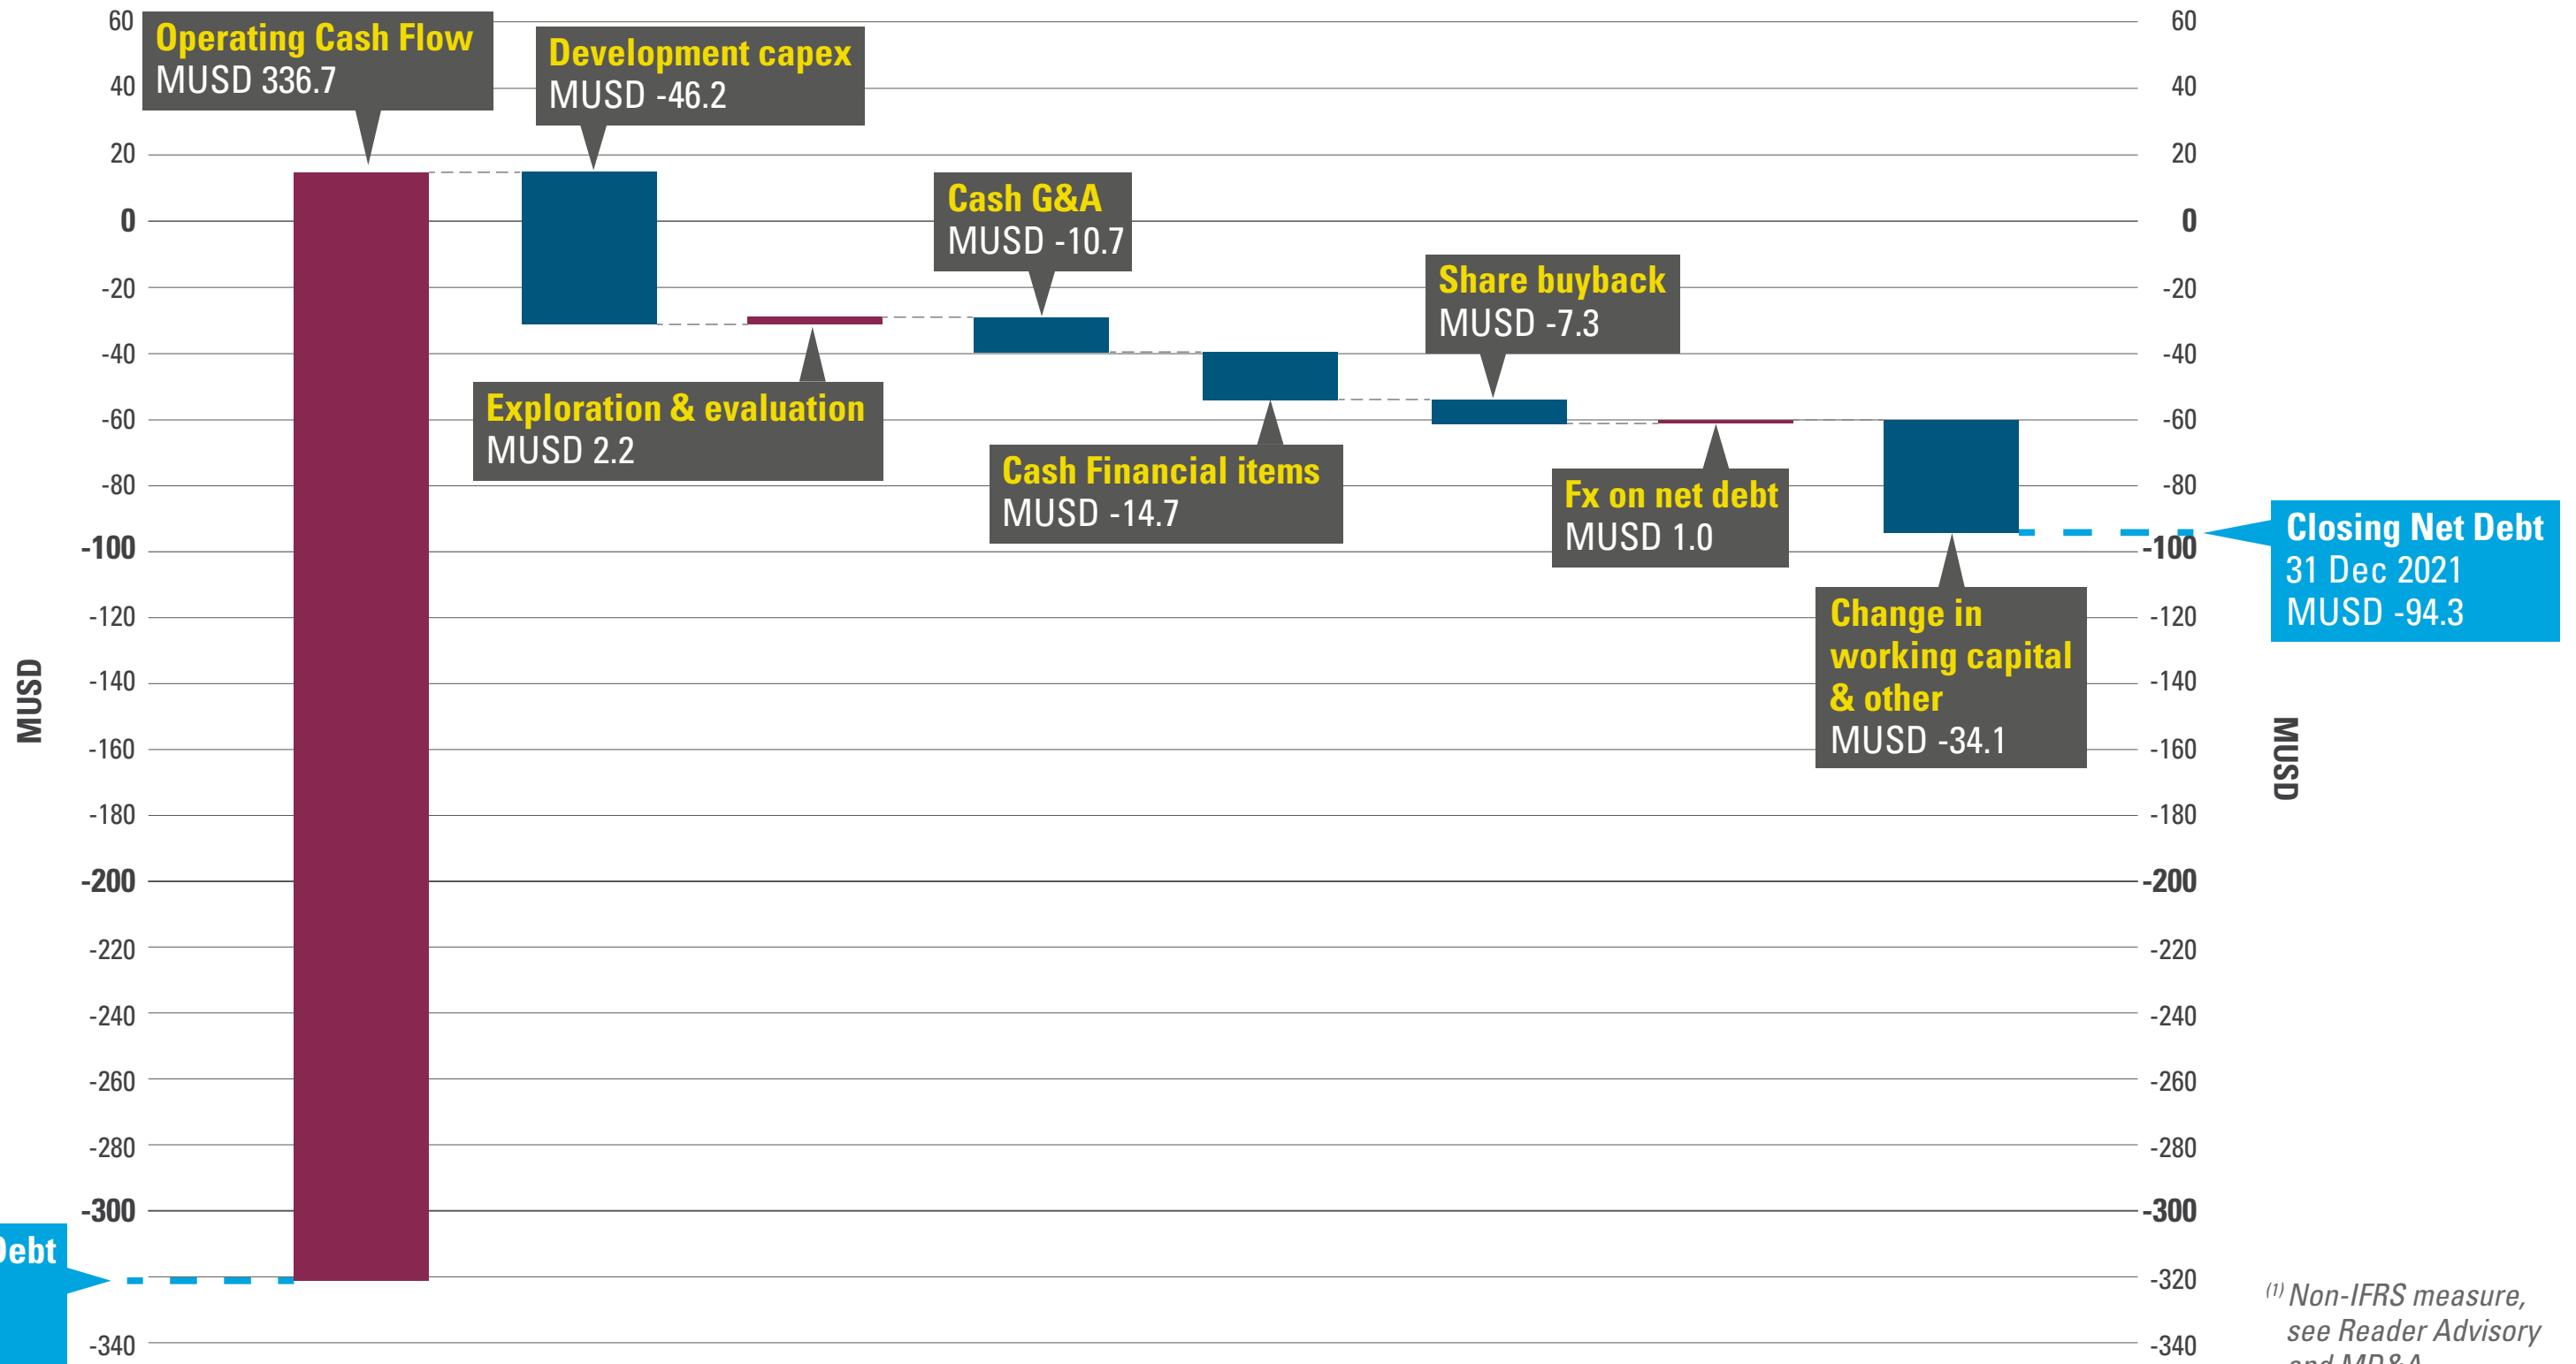 60
40
20
0
-20
-40
-60
-80
-100
-120
-140
-160
-180
-200
-220
-240
-260
-280
-300
-340
MUSD
Operating Cash Flow
MUSD 336.7
Development capex
MUSD -46.2
Exploration & evaluation
MUSD 2.2
Cash G&A
MUSD -10.7
Cash Financial items
MUSD -14.7
Share buyback
MUSD -7.3
Fx on net debt
MUSD 1.0
Change in
working capital
& other
MUSD -34.1
60
40
20
0
-20
-40
-60
-80
-100
-120
-140
-160
-180
-200
-220
-240
-260
-280
-300
-320
-340
MUSD
Closing Net Debt
31 Dec 2021
MUSD -94.3
Debt
(1) Non-IFRS measure,
see Reader Advisory
and MD&A